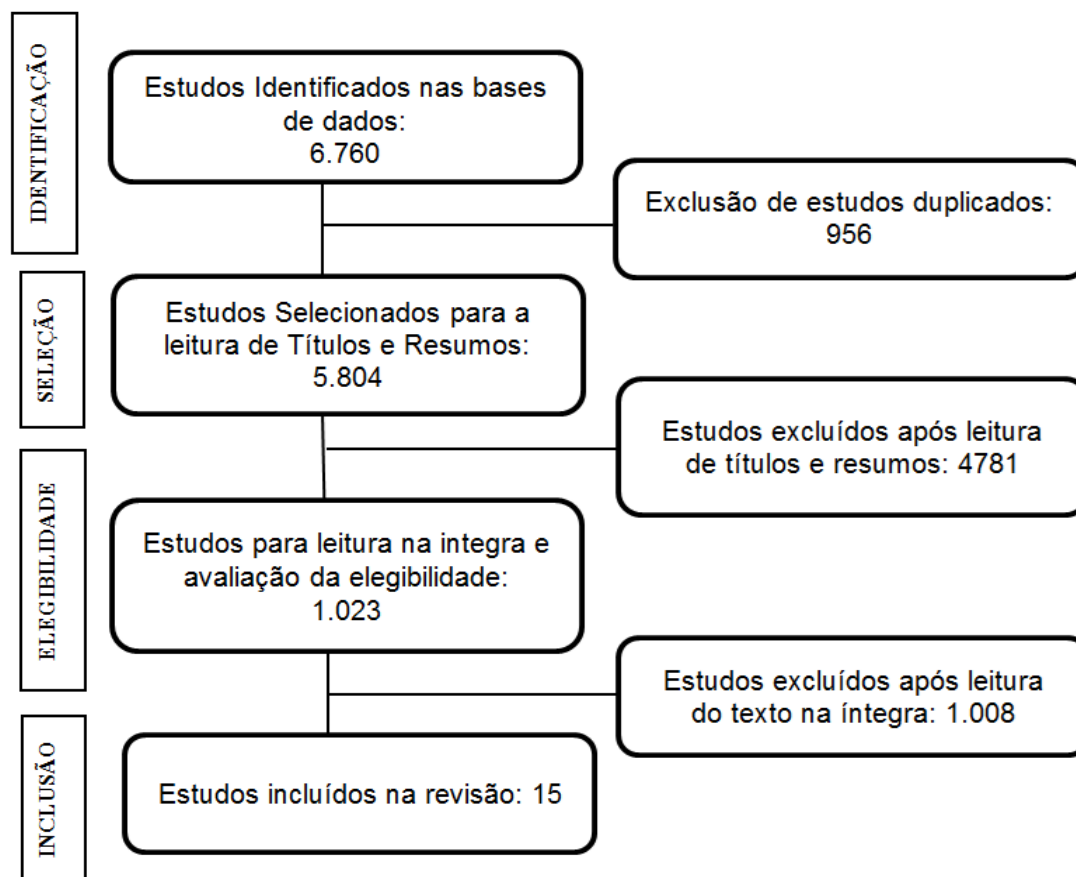 IDENTIFICAÇÃO
Estudos Identificados nas bases
de dados:
6.760
Exclusão de estudos duplicados:
956
SELEÇÃO
Estudos Selecionados para a
leitura de Títulos e Resumos:
5.804
Estudos excluídos após leitura
de títulos e resumos: 4781
ELEGIBILIDADE
Estudos para leitura na integra e
avaliação da elegibilidade:
1.023
Estudos excluídos após leitura
do texto na íntegra: 1.008
INCLUSÃO
Estudos incluídos na revisão: 15